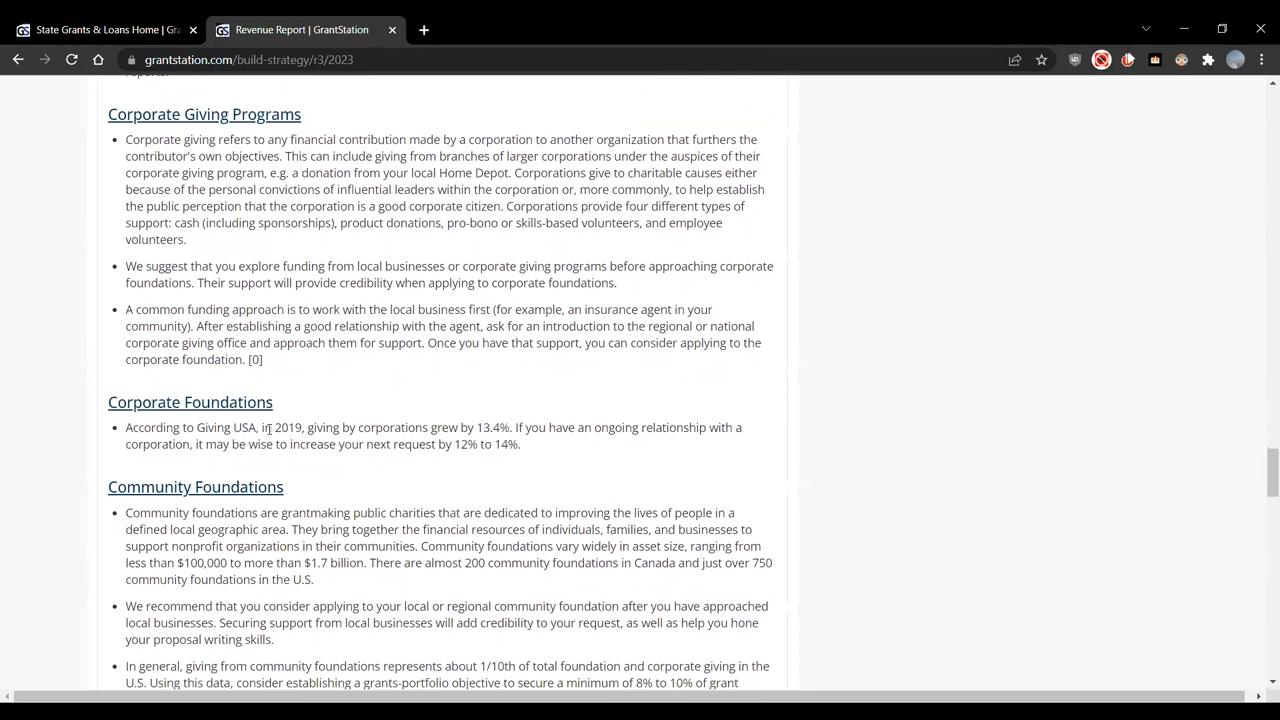 State Grants & Loans Home | Gra
Revenue Report | GrantStation
grantstation.com/build-strategy/r3/2023
reports.
Corporate Giving Programs
• Corporate giving refers to any financial contribution made by a corporation to another organization that furthers the
contributor's own objectives. This can include giving from branches of larger corporations under the auspices of their
corporate giving program, e.g. a donation from your local Home Depot. Corporations give to charitable causes either
because of the personal convictions of influential leaders within the corporation or, more commonly, to help establish
the public perception that the corporation is a good corporate citizen. Corporations provide four different types of
support: cash (including sponsorships), product donations, pro-bono or skills-based volunteers, and employee
volunteers.
• We suggest that you explore funding from local businesses or corporate giving programs before approaching corporate
foundations. Their support will provide credibility when applying to corporate foundations.
• A common funding approach is to work with the local business first (for example, an insurance agent in your
community). After establishing a good relationship with the agent, ask for an introduction to the regional or national
corporate giving office and approach them for support. Once you have that support, you can consider applying to the
corporate foundation. [0]
Corporate Foundations
• According to Giving USA, in 2019, giving by corporations grew by 13.4%. If you have an ongoing relationship with a
corporation, it may be wise to increase your next request by 12% to 14%.
Community Foundations
• Community foundations are grantmaking public charities that are dedicated to improving the lives of people in a
defined local geographic area. They bring together the financial resources of individuals, families, and businesses to
support nonprofit organizations in their communities. Community foundations vary widely in asset size, ranging from
less than $100,000 to more than $1.7 billion. There are almost 200 community foundations in Canada and just over 750
community foundations in the U.S.
• We recommend that you consider applying to your local or regional community foundation after you have approached
local businesses. Securing support from local businesses will add credibility to your request, as well as help you hone
your proposal writing skills.
• In general, giving from community foundations represents about 1/10th of total foundation and corporate giving in the
U.S. Using this data, consider establishing a grants-portfolio objective to secure a minimum of 8% to 10% of grant